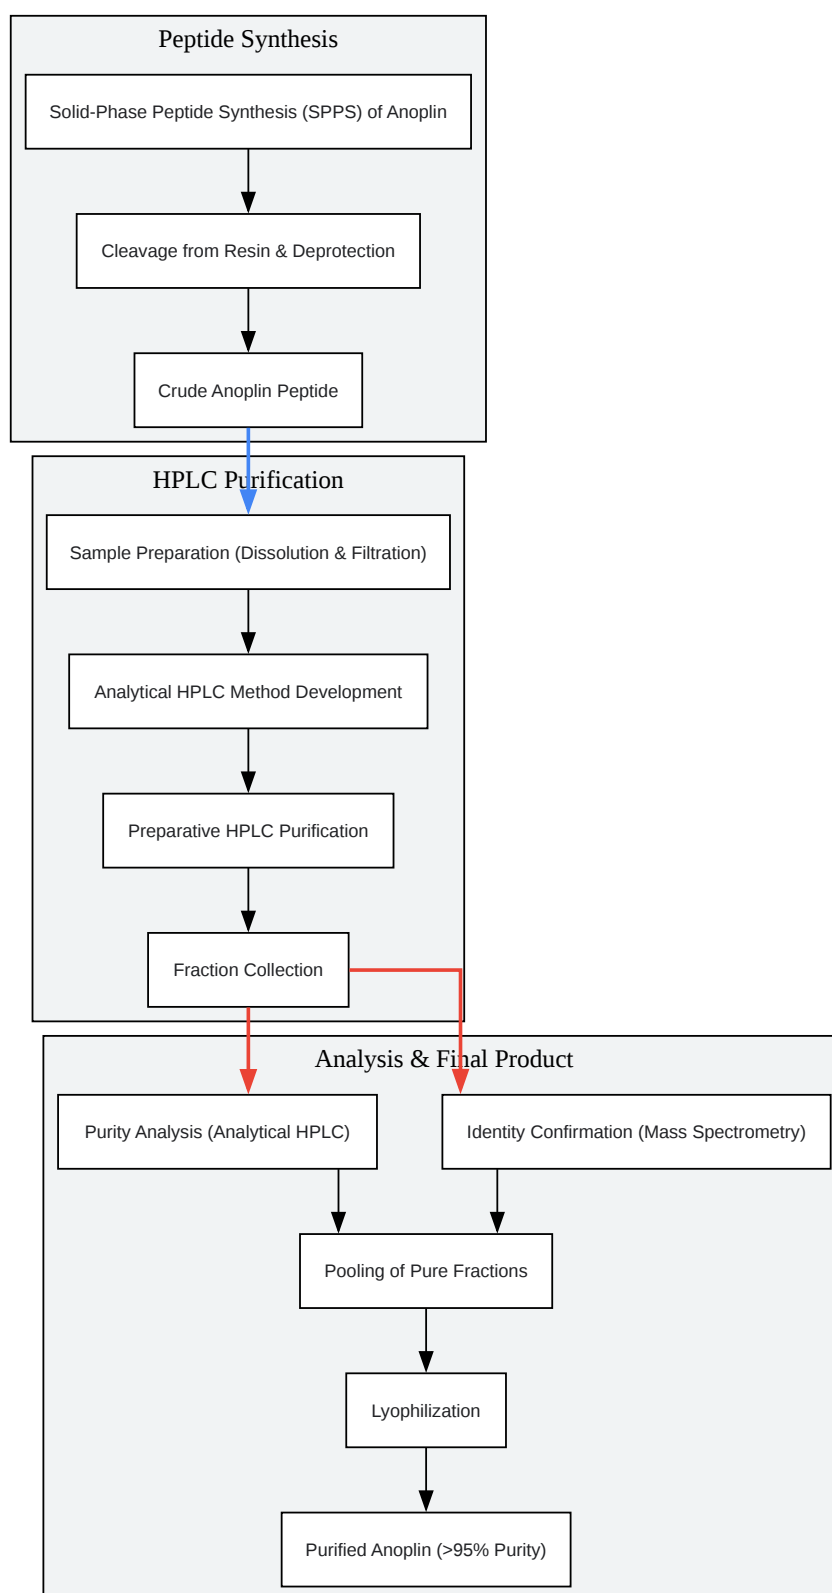 Peptide Synthesis
Solid-Phase Peptide Synthesis (SPPS) of Anoplin
Cleavage from Resin & Deprotection
Crude Anoplin Peptide
HPLC Purification
Sample Preparation (Dissolution & Filtration)
Analytical HPLC Method Development
Preparative HPLC Purification
Fraction Collection
Analysis & Final Product
Purity Analysis (Analytical HPLC)
Identity Confirmation (Mass Spectrometry)
Pooling of Pure Fractions
Lyophilization
Purified Anoplin (>95% Purity)